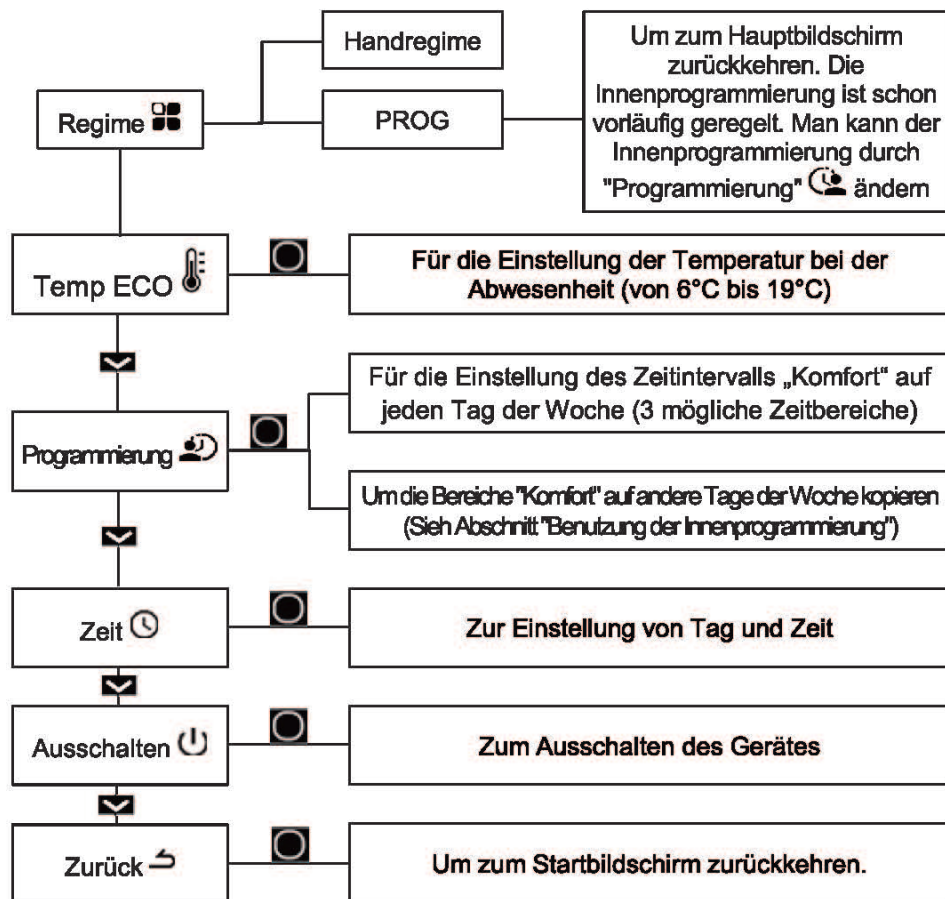 Handregime
Regime
PROG
Um zum Hauptbildschirm
zurückkehren. Die
Innenprogrammierung ist schon
vorläufig geregelt. Man kann der
Innenprogrammierung durch
"Programmierung" ändern
Temp ECO
Für die Einstellung der Temperatur bei der
Abwesenheit (von 6°C bis 19°C)
Programmierung
Für die Einstellung des Zeitintervalls „Komfort“ auf
jeden Tag der Woche (3 mögliche Zeitbereiche)
Um die Bereiche "Komfort" auf andere Tage der Woche kopieren
(Sieh Abschnitt "Benutzung der Innenprogrammierung")
Zeit
Zur Einstellung von Tag und Zeit
Ausschalten
Zum Ausschalten des Gerätes
Zurück
Um zum Startbildschirm zurückkehren.